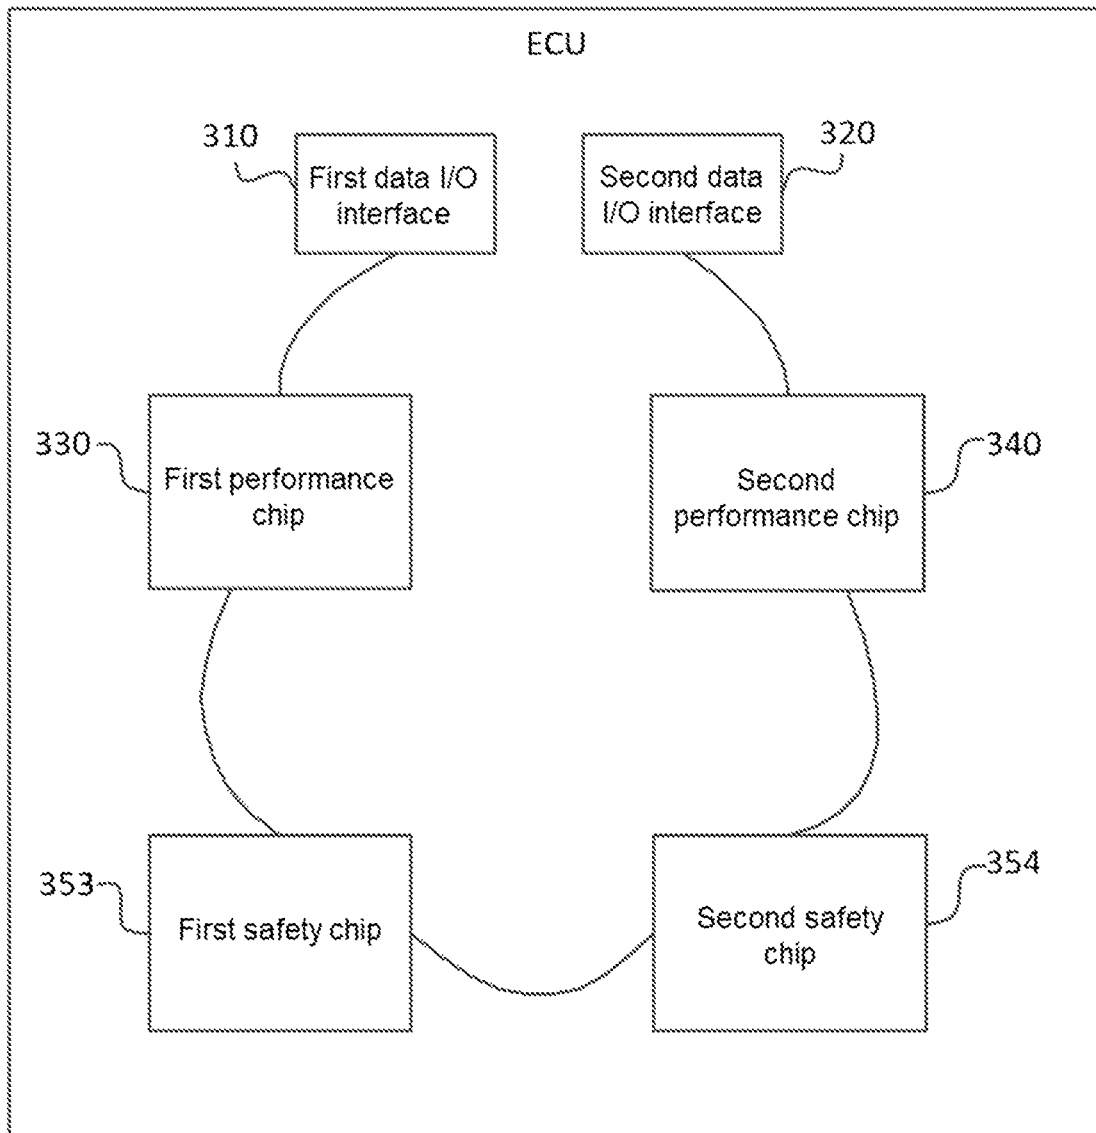 ECU
310
First data I/O
interface
Second data
I/O interface
320
330
First performance
chip
Second
performance chip
340
353
First safety chip
Second safety
chip
354